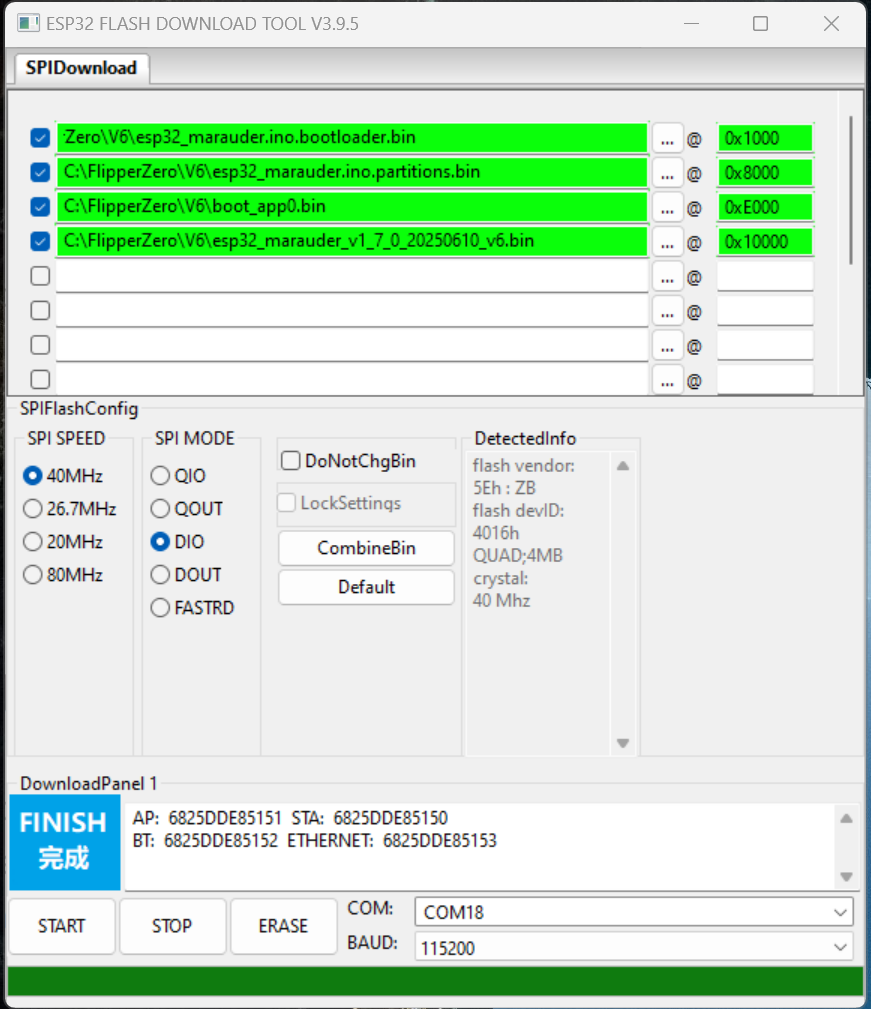 ESP32 FLASH DOWNLOAD TOOL V3.9.5
SPIDownload
Zero\V6\esp32_marauder.ino.bootloader.bin ... @ 0x1000
C:\FlipperZero\V6\esp32_marauder.ino.partitions.bin ... @ 0x8000
C:\FlipperZero\V6\boot_app0.bin ... @ 0xE000
C:\FlipperZero\V6\esp32_marauder_v1_7_0_20250610_v6.bin ... @ 0x10000
... @
... @
... @
... @
SPIFlashConfig
SPI SPEED
40MHz
26.7MHz
20MHz
80MHz
SPI MODE
QIO
QOUT
DIO
DOUT
FASTRD
DoNotChgBin
LockSettings
CombineBin
Default
DetectedInfo
flash vendor:
5Eh : ZB
flash devID:
4016h
QUAD;4MB
crystal:
40 Mhz
DownloadPanel 1
FINISH
完成
AP: 6825DDE85151 STA: 6825DDE85150
BT: 6825DDE85152 ETHERNET: 6825DDE85153
START
STOP
ERASE
COM: COM18
BAUD: 115200